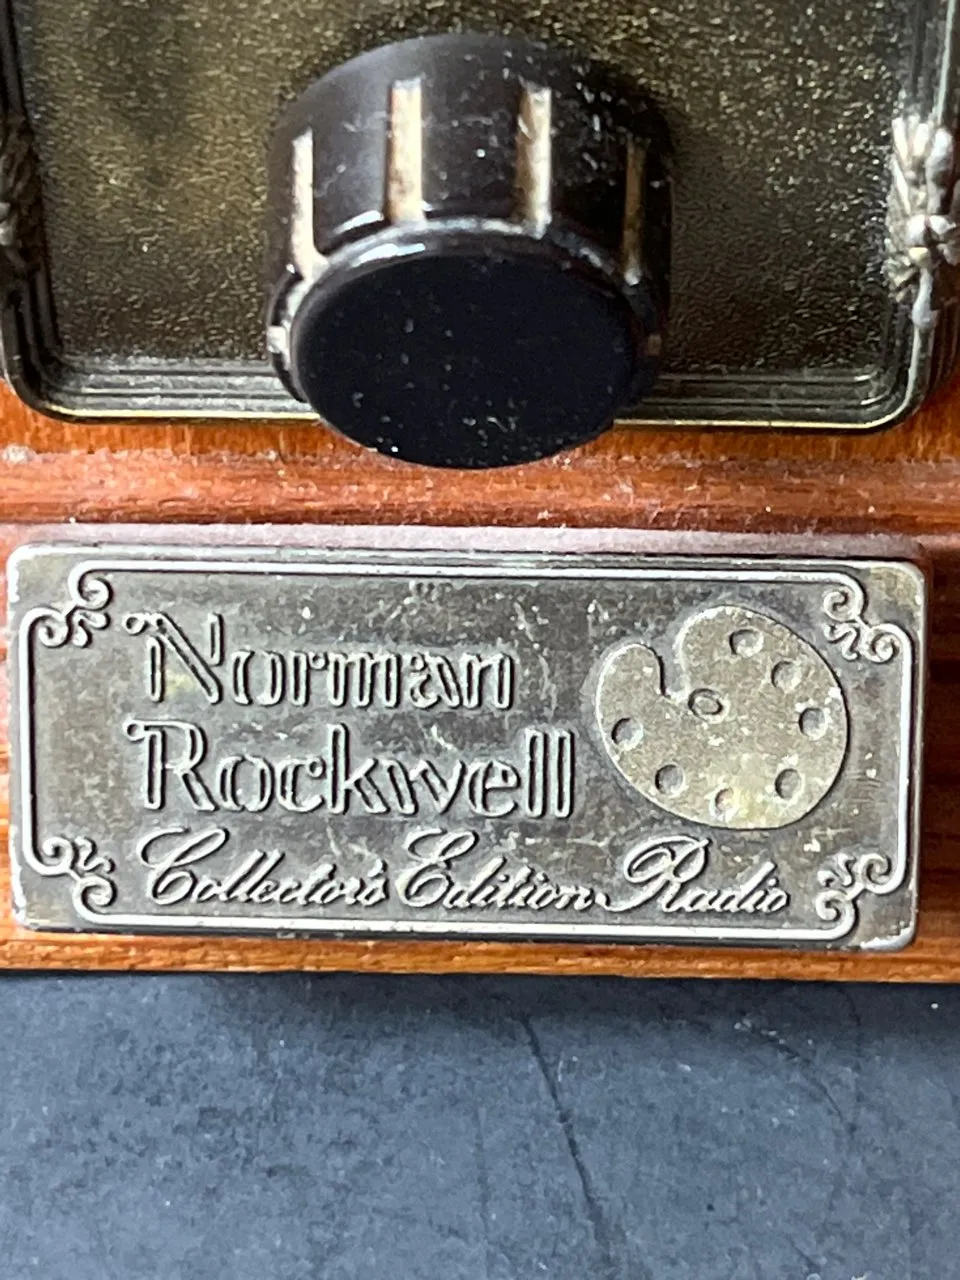 Norman
Rockwell
Collector's Edition Radio